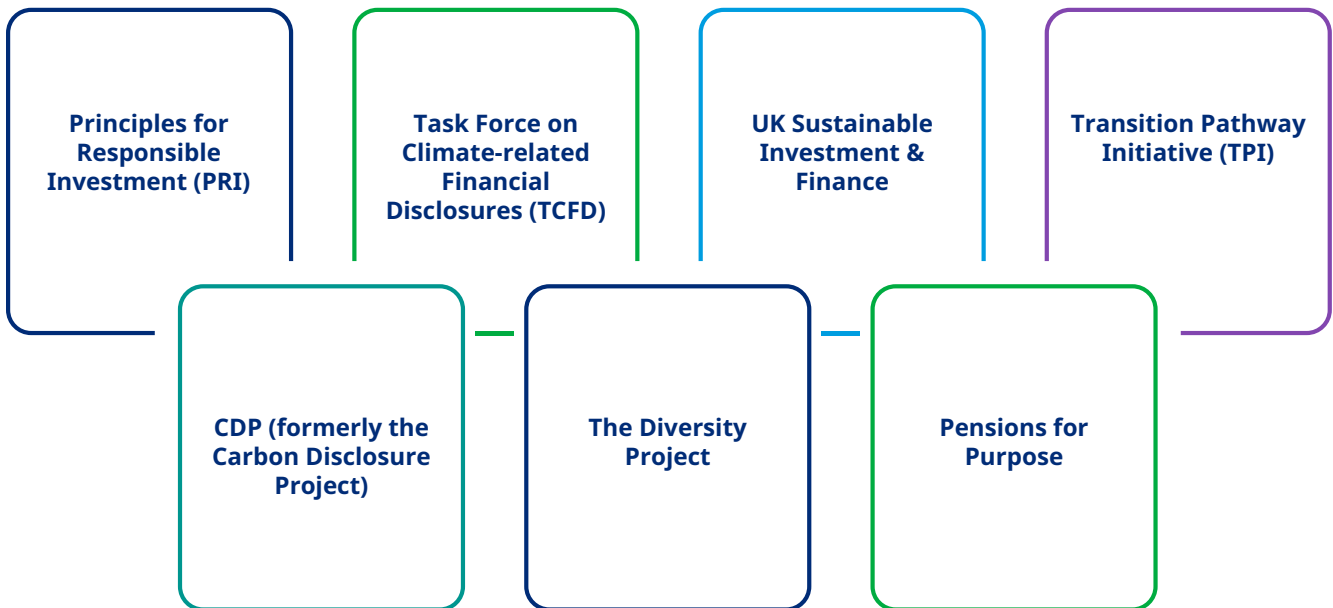 Principles for
Responsible
Investment (PRI)
Task Force on
Climate-related
Financial
Disclosures (TCFD)
UK Sustainable
Investment &
Finance
Transition Pathway
Initiative (TPI)
CDP (formerly the
Carbon Disclosure
Project)
The Diversity
Project
Pensions for
Purpose